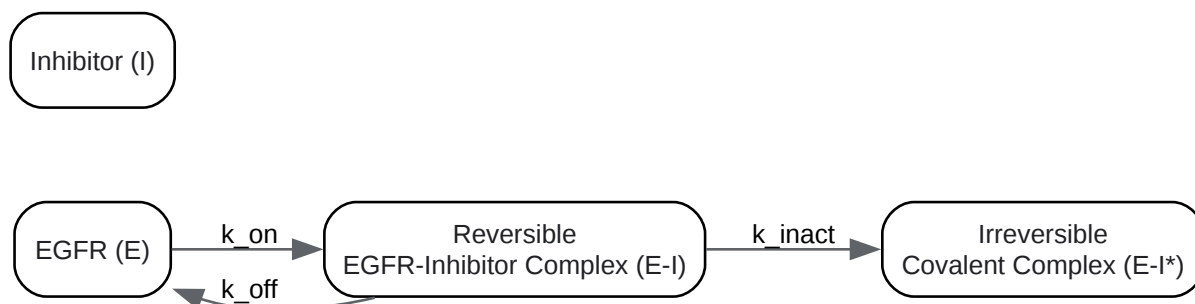 Inhibitor (I)
EGFR (E)
k_on
Reversible
EGFR-Inhibitor Complex (E-I)
k_inact
Irreversible
Covalent Complex (E-I*)
k_off